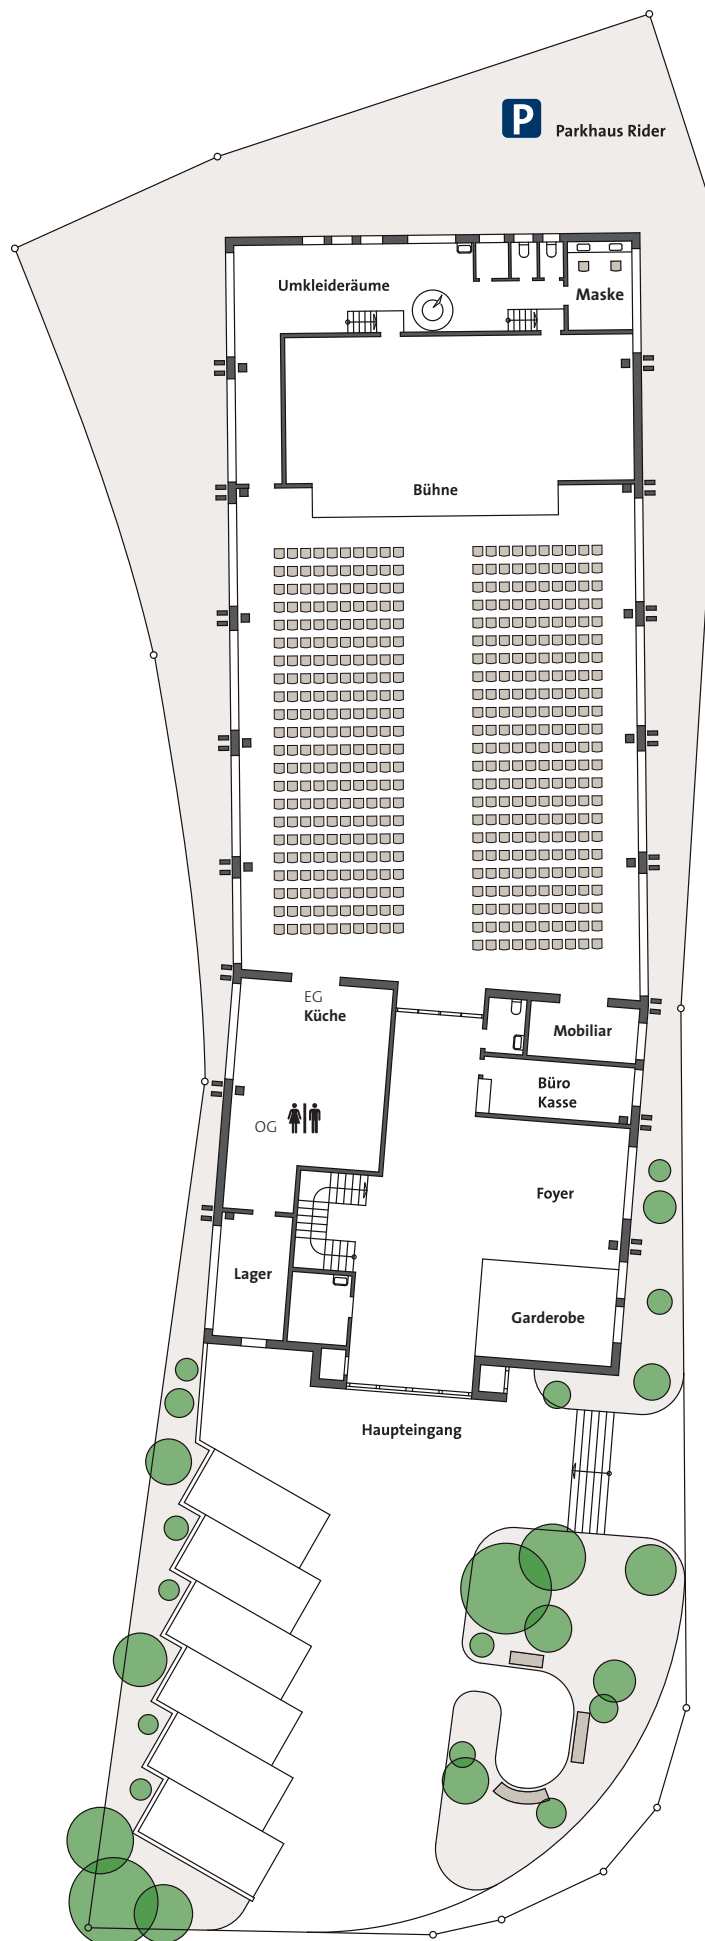 P
Parkhaus Rider
Umkleideräume
Maske
Bühne
EG
Küche
Mobiliar
Büro
Kasse
OG
Foyer
Lager
Garderobe
Haupteingang